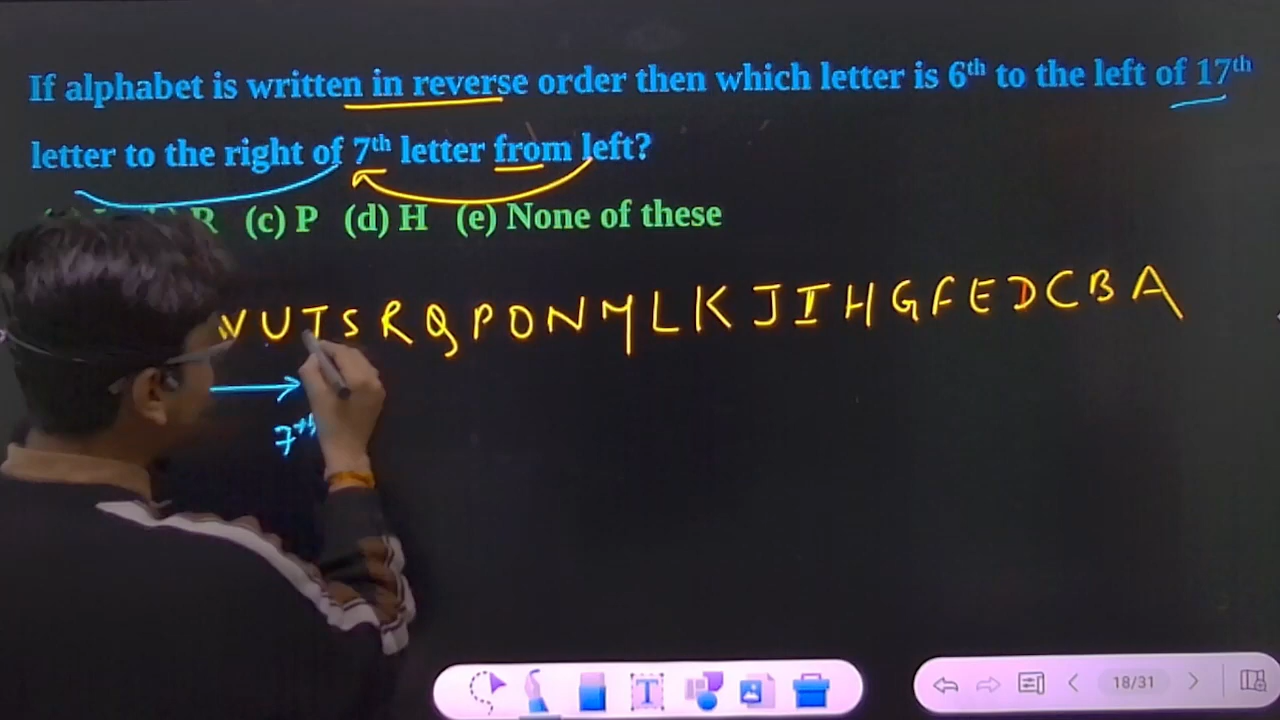 If alphabet is written in reverse order then which letter is 6th to the left of 17th
letter to the right of 7th letter from left?
R (c) P (d) H (e) None of these
V U T S R Q P O N M L K J I H G F E D C B A
7th
18/31